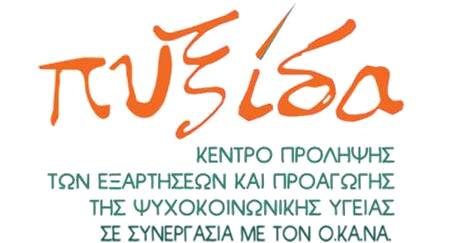 πυξίδα
ΚΕΝΤΡΟ ΠΡΟΛΗΨΗΣ
ΤΩΝ ΕΞΑΡΤΗΣΕΩΝ ΚΑΙ ΠΡΟΑΓΩΓΗΣ
ΤΗΣ ΨΥΧΟΚΟΙΝΩΝΙΚΗΣ ΥΓΕΙΑΣ
ΣΕ ΣΥΝΕΡΓΑΣΙΑ ΜΕ ΤΟΝ Ο.ΚΑ.ΝΑ.